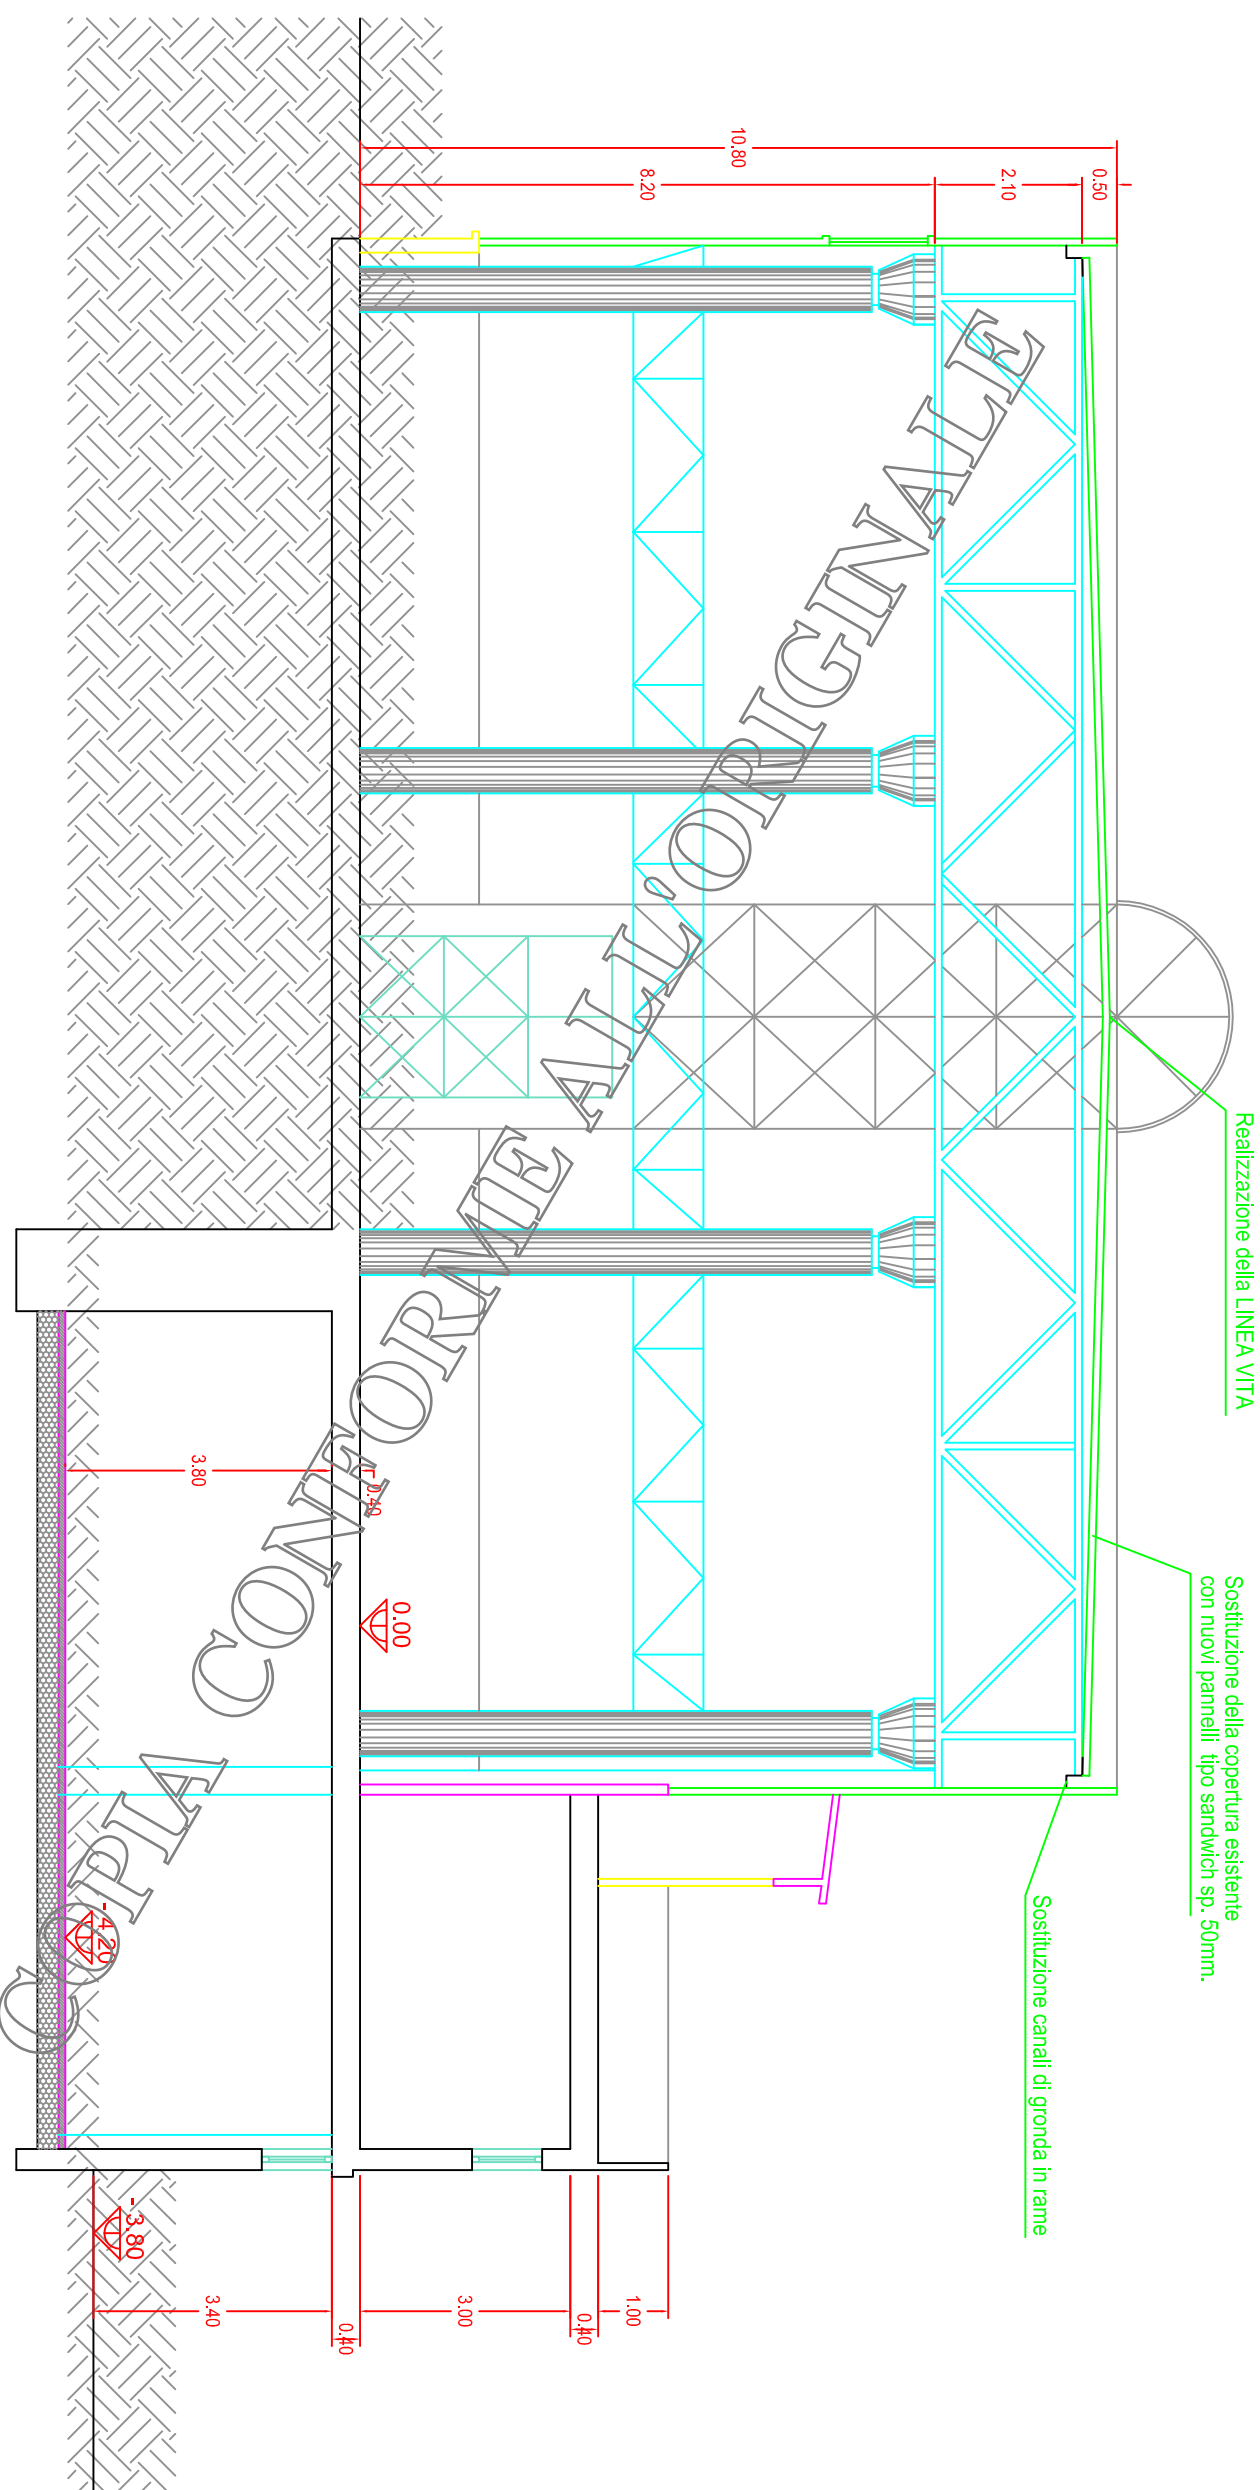 Realizzazione della LINEA VITA
Sostituzione della copertura esistente
con nuovi pannelli tipo sandwich sp. 50mm.
Sostituzione canali di gronda in rame
10.80
0.50
2.10
8.20
COPIA CONFORME ALL'ORIGINALE
0.00
0.40
3.80
-4.20
-3.80
1.00
0.40
3.00
0.40
3.40